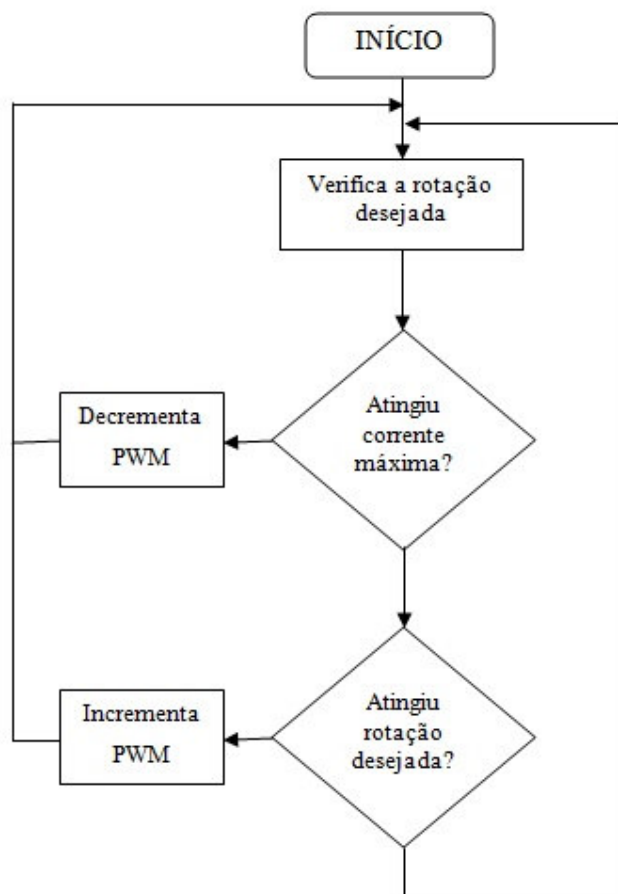 INÍCIO
Verifica a rotação
desejada
Atingiu
corrente
máxima?
Decrementa
PWM
Atingiu
rotação
desejada?
Incrementa
PWM